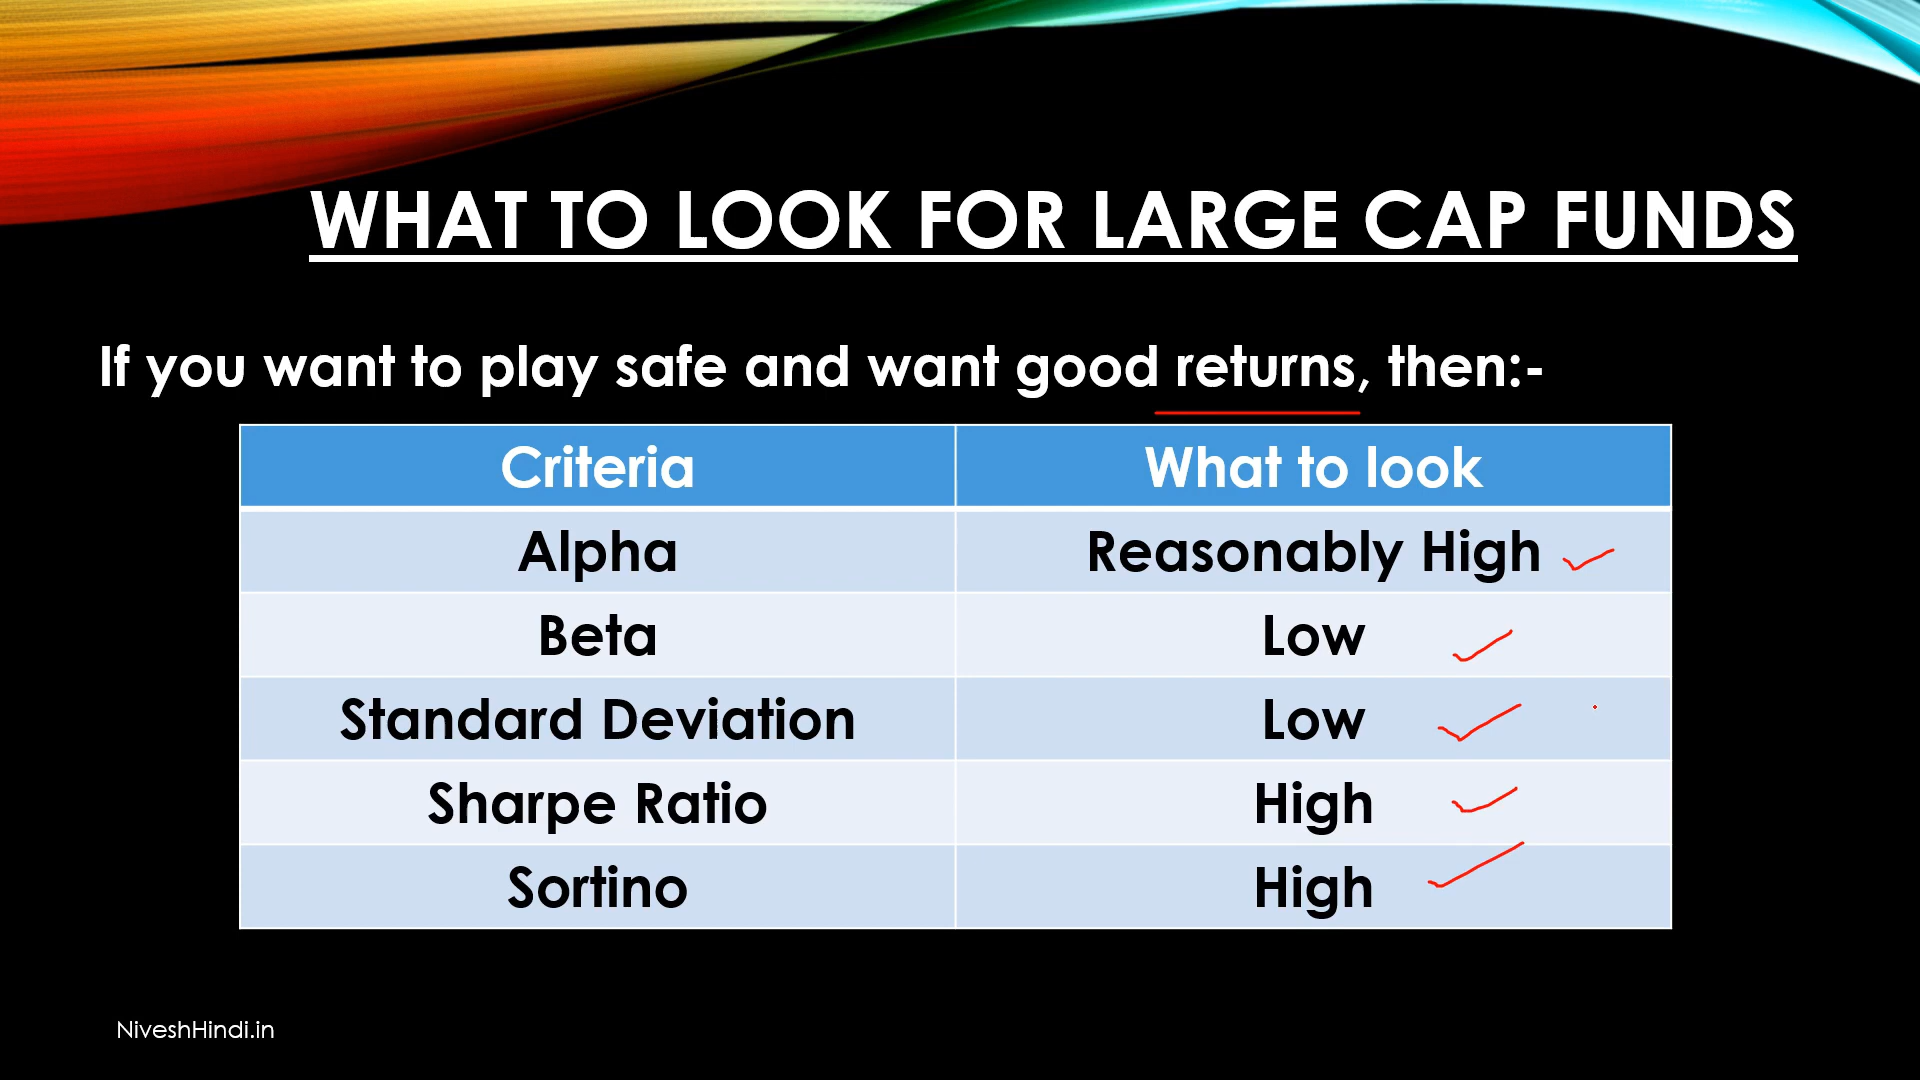 WHAT TO LOOK FOR LARGE CAP FUNDS
If you want to play safe and want good returns, then:-
Criteria What to look
Alpha Reasonably High
Beta Low
Standard Deviation Low
Sharpe Ratio High
Sortino High
NiveshHindi.in